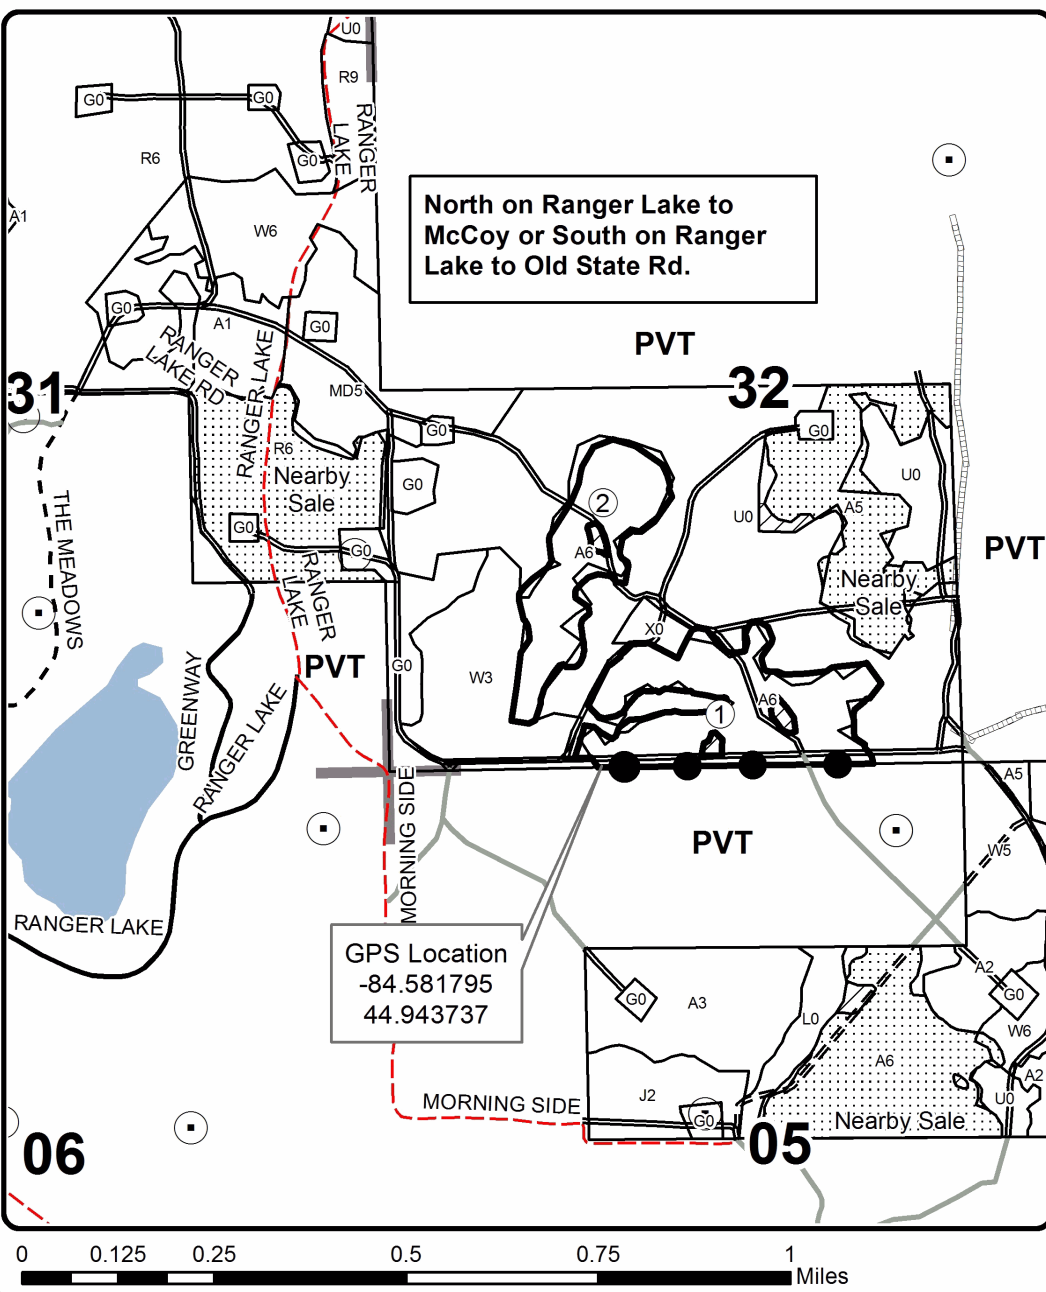 U0
R9
G0
G0
RANGER
LAKE
R6
G0
A1
W6
North on Ranger Lake to
McCoy or South on Ranger
Lake to Old State Rd.
G0
A1
G0
PVT
RANGER
LAKE RD
RANGER LAKE
MD5
31
32
G0
G0
R6
Nearby
Sale
G0
U0
2
A5
U0
G0
G0
A6
PVT
THE MEADOWS
RANGER
LAKE
Nearby
Sale
X0
PVT
G0
W3
A6
1
GREENWAY
RANGER LAKE
MORNING SIDE
A5
PVT
W5
RANGER LAKE
GPS Location
-84.581795
44.943737
A2
G0
G0
A3
L0
W6
A6
A2
J2
U0
MORNING SIDE
G0
Nearby Sale
06
05
0
0.125
0.25
0.5
0.75
1
Miles